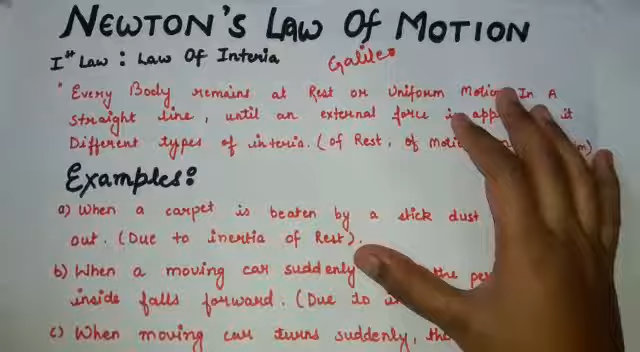 NEWTON'S LAW OF MOTION
Ist LAW : LAW OF INTERIA Galileo
" Every Body remains at Rest or Uniform Motion In A
straight line, until an external force is it
Different types of interia. (of Rest, of
Examples:
a) When a carpet is beaten by a stick dust
out. (Due to inertia of Rest).
b) When a moving car suddenly the
inside falls forward. (Due to
c) When moving car turns suddenly,